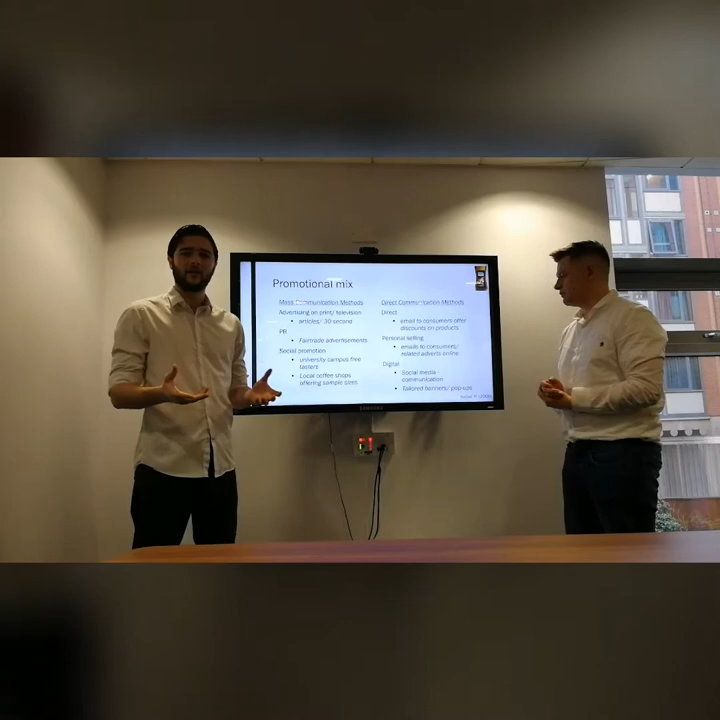 Promotional mix
Mass Communication Methods
Advertising on print/ television
• articles/ 30 second
PR
• Fairtrade advertisements
Social promotion
• university campus free
tasters
• Local coffee shops
offering sample sizes
Direct Communication Methods
Direct
• email to consumers offer
discounts on products
Personal selling
• emails to consumers/
related adverts online
Digital
• Social media
communication
• Tailored banners/ pop ups
SAMSUNG